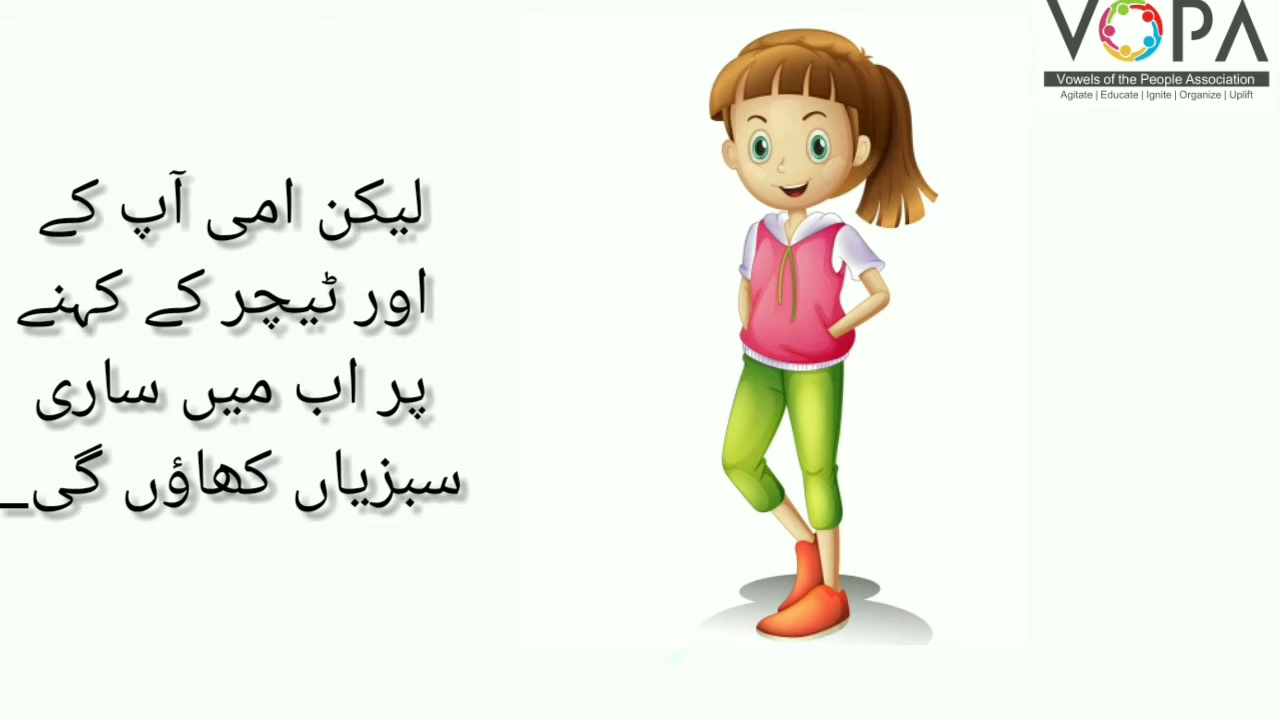 VOPA
Vowels of the People Association
Agitate | Educate | Ignite | Organize | Uplift
لیکن امی آپ کے
اور ٹیچر کے کہنے
پر اب میں ساری
سبزیاں کھاؤں گی_